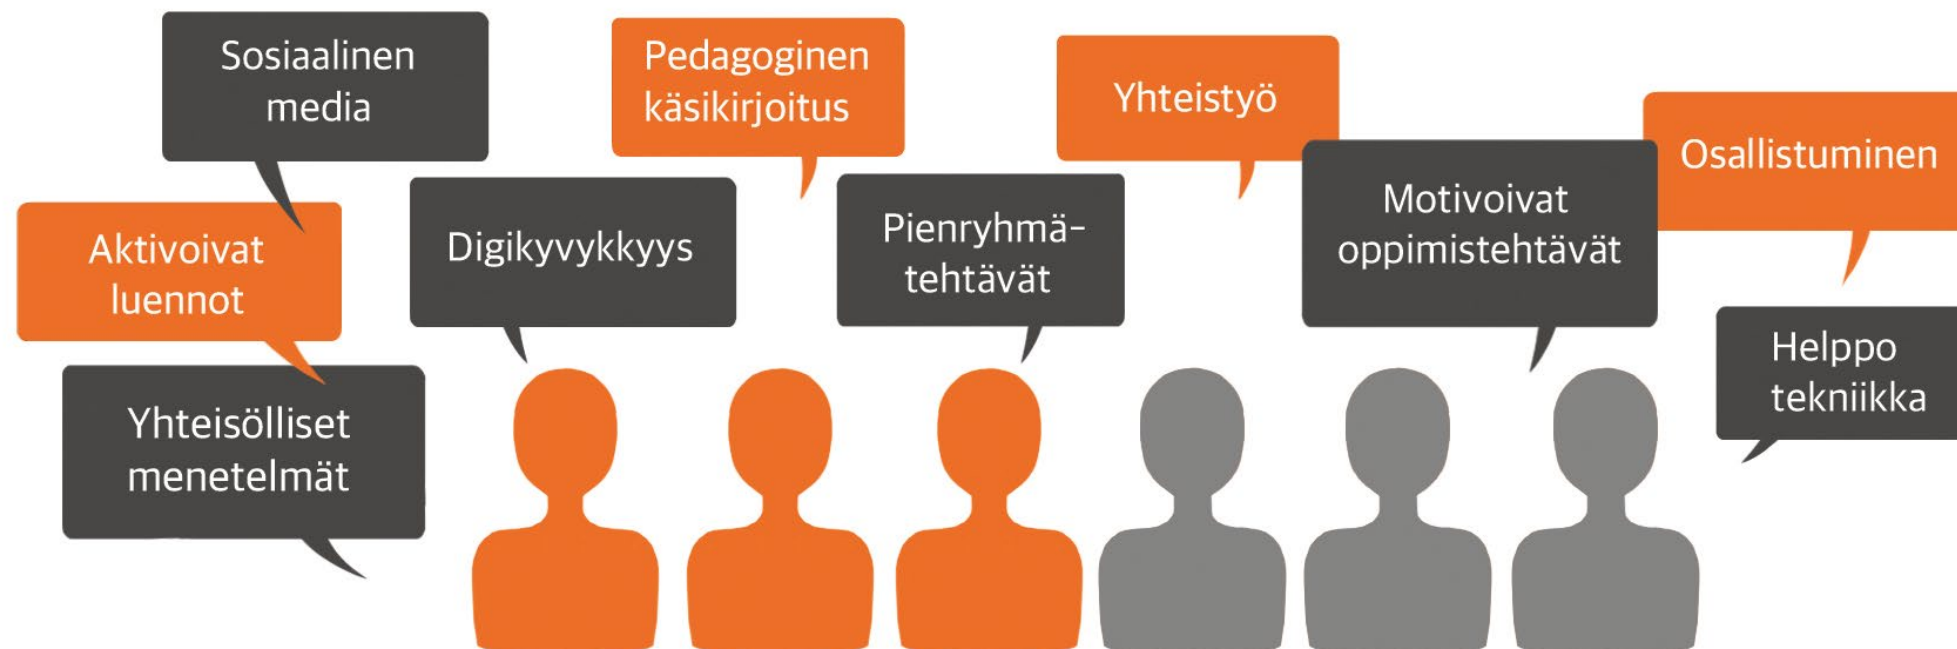 Sosiaalinen
media
Pedagoginen
käsikirjoitus
Yhteistyö
Osallistuminen
Aktivoivat
luennot
Digikyvykkyys
Pienryhmä-
tehtävät
Motivoivat
oppimistehtävät
Helppo
tekniikka
Yhteisölliset
menetelmät